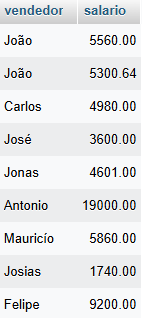 vendedor salario
João 5560.00
João 5300.64
Carlos 4980.00
José 3600.00
Jonas 4601.00
Antonio 19000.00
Mauricío 5860.00
Josias 1740.00
Felipe 9200.00